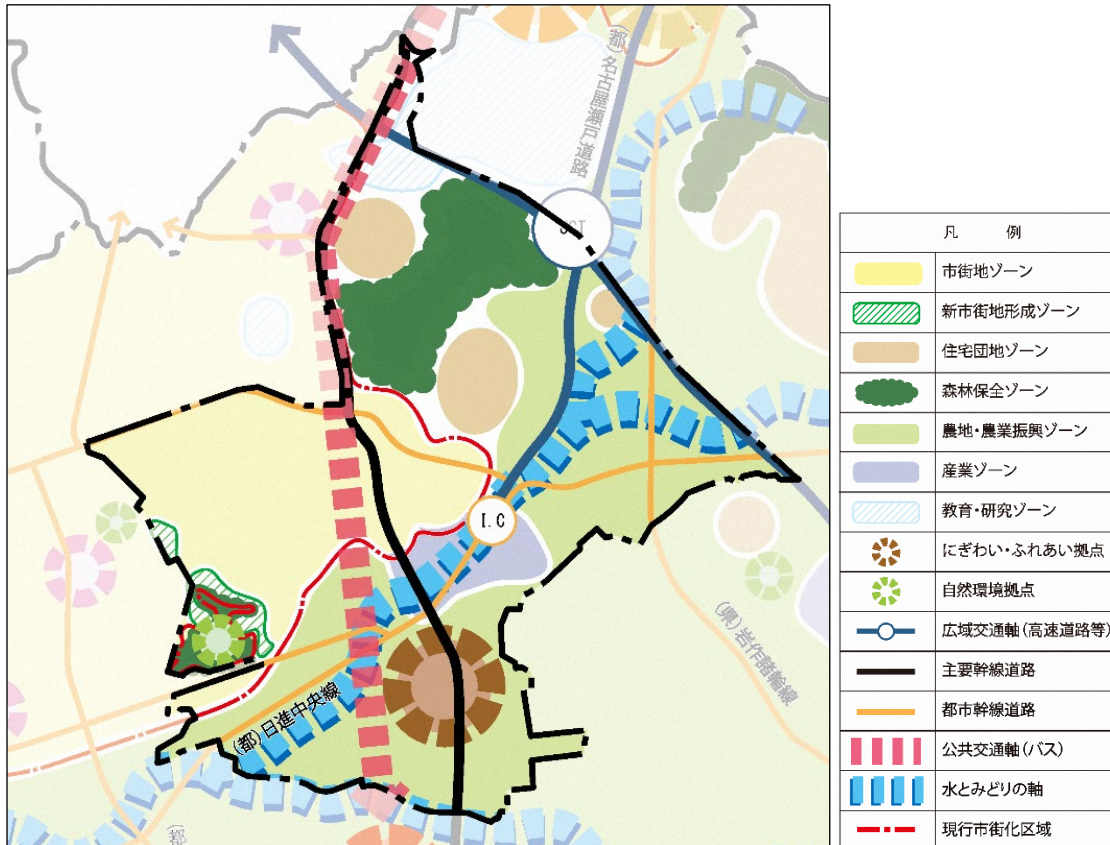 (都)名古屋瀬戸道路
JCT
I.C
(県)岩作諸輪線
(都)日進中央線
(都)
凡 例
市街地ゾーン
新市街地形成ゾーン
住宅団地ゾーン
森林保全ゾーン
農地・農業振興ゾーン
産業ゾーン
教育・研究ゾーン
にぎわい・ふれあい拠点
自然環境拠点
広域交通軸(高速道路等)
主要幹線道路
都市幹線道路
公共交通軸(バス)
水とみどりの軸
現行市街化区域